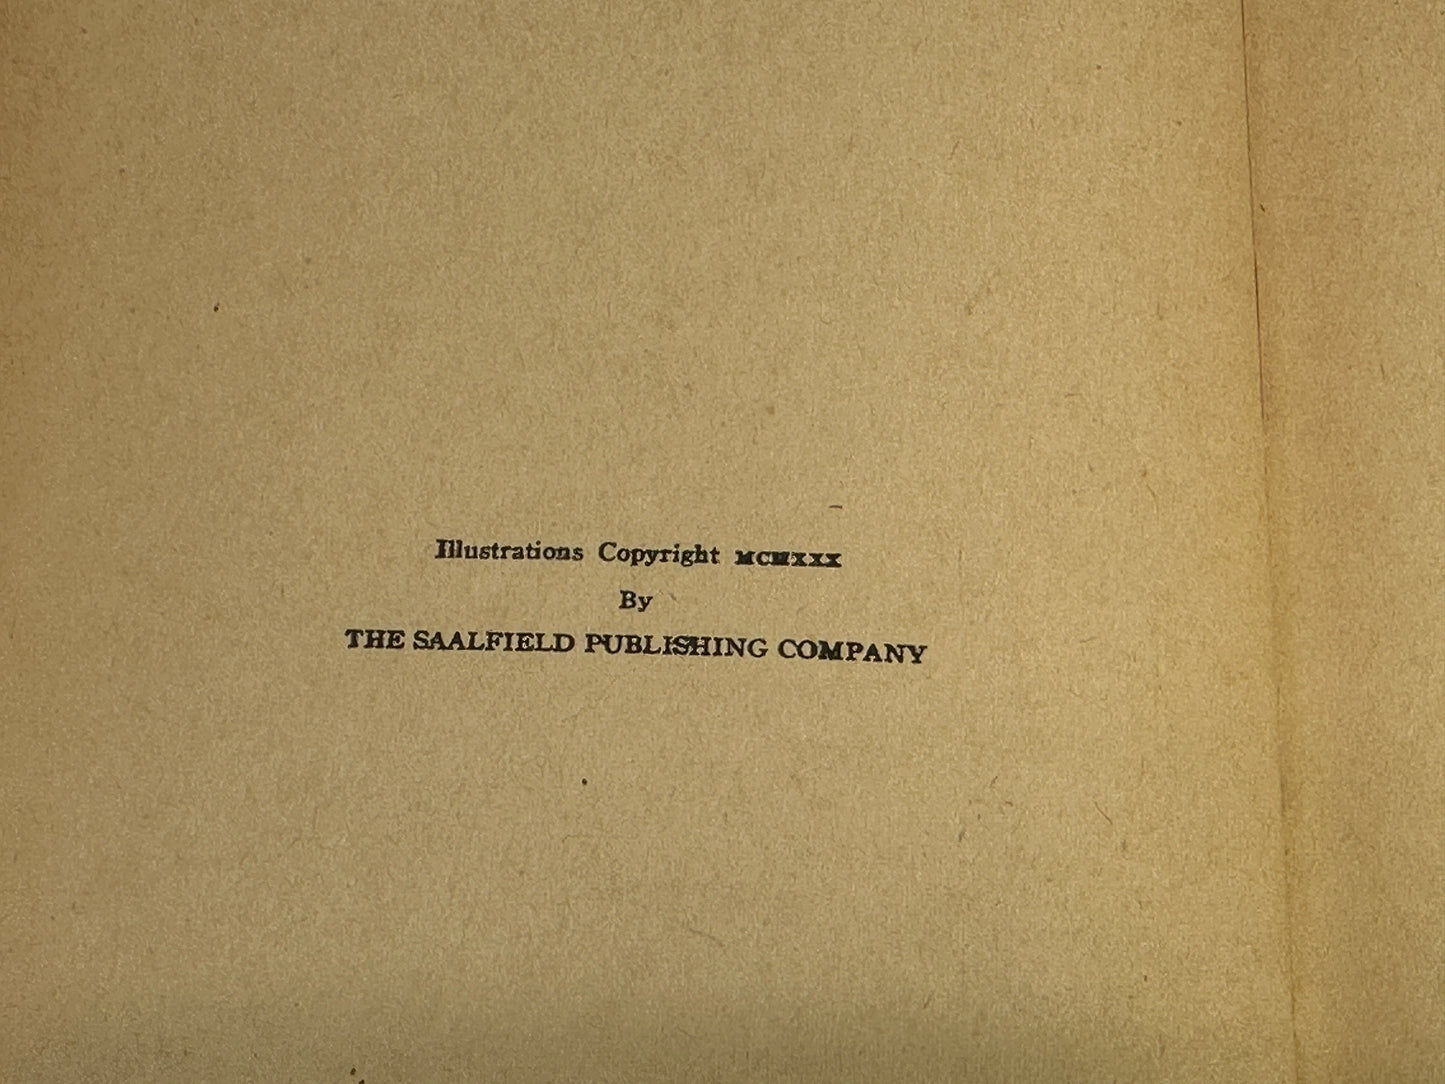 Illustrations Copyright MCMXXX
By
THE SAALFIELD PUBLISHING COMPANY